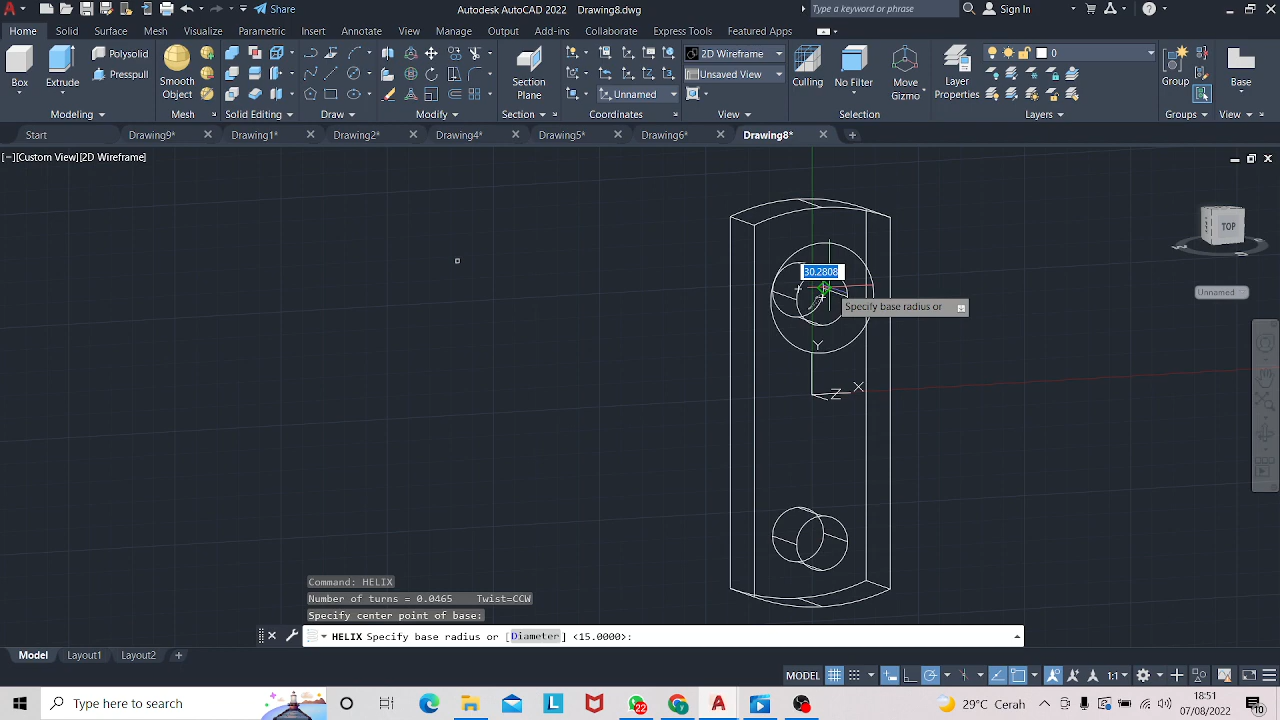 Share
Autodesk AutoCAD 2022 Drawing8.dwg
Type a keyword or phrase
Sign In
Home Solid Surface Mesh Visualize Parametric Insert Annotate View Manage Output Add-ins Collaborate Express Tools Featured Apps
Box
Extrude
Polysolid
Presspull
Smooth
Object
Section
Plane
2D Wireframe
Unsaved View
Unnamed
Culling
No Filter
Move
Gizmo
Layer
Properties
0
Group
Base
Modeling Mesh Solid Editing Draw Modify Section Coordinates View Selection Layers Groups View
Start Drawing9* Drawing1* Drawing2* Drawing4* Drawing5* Drawing6* Drawing8*
[−][Custom View][2D Wireframe]
TOP
Unnamed
30.2808
Specify base radius or
Y
Z
X
Command: HELIX
Number of turns = 0.0465 Twist=CCW
Specify center point of base:
HELIX Specify base radius or [Diameter] <15.0000>:
Model Layout1 Layout2
MODEL
1:1
Type here to search
22
29°C Cerah
18:51
07/08/2022